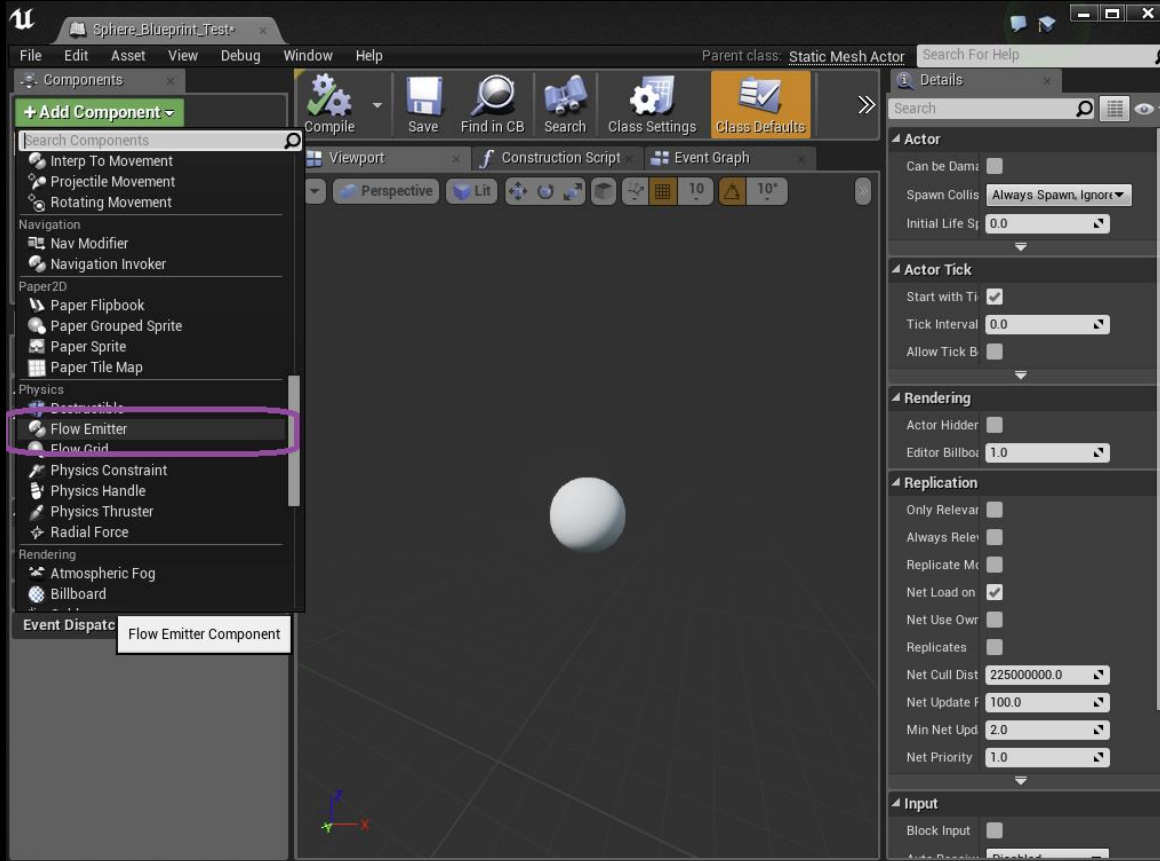 Sphere_Blueprint_Test•
File Edit Asset View Debug Window Help
Parent class: Static Mesh Actor
Search For Help
Components
+Add Component
Search Components
Interp To Movement
Projectile Movement
Rotating Movement
Navigation
Nav Modifier
Navigation Invoker
Paper2D
Paper Flipbook
Paper Grouped Sprite
Paper Sprite
Paper Tile Map
Physics
Destructible
Flow Emitter
Flow Grid
Physics Constraint
Physics Handle
Physics Thruster
Radial Force
Rendering
Atmospheric Fog
Billboard
Event Dispatc
Flow Emitter Component
Compile Save Find in CB Search Class Settings Class Defaults
Viewport Construction Script Event Graph
Perspective Lit 10 10°
Z
Y X
Details
Search
Actor
Can be Dama
Spawn Collis Always Spawn, Ignore
Initial Life Sp 0.0
Actor Tick
Start with Ti
Tick Interval 0.0
Allow Tick B
Rendering
Actor Hidden
Editor Billboa 1.0
Replication
Only Relevan
Always Relev
Replicate Mo
Net Load on
Net Use Own
Replicates
Net Cull Dist 225000000.0
Net Update F 100.0
Min Net Upd 2.0
Net Priority 1.0
Input
Block Input
Disabled